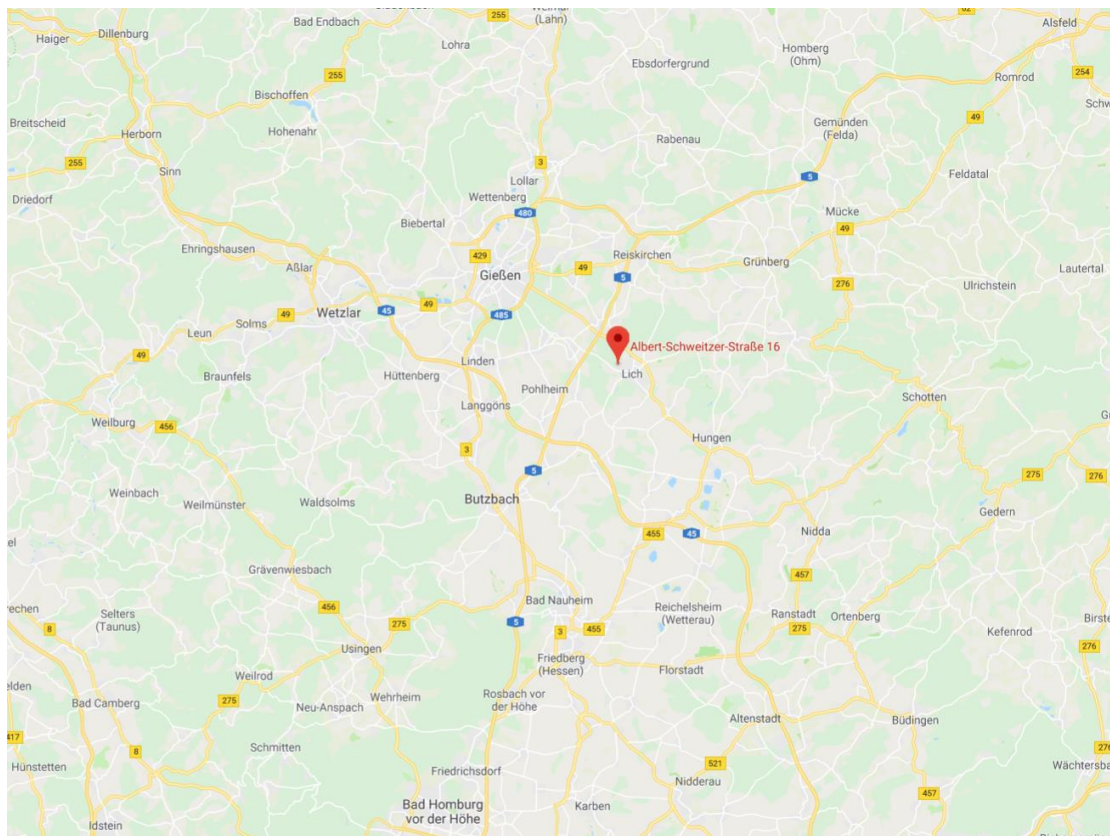 255
Bad Endbach
Haiger
Dillenburg
Lohra
(Lahn)
Alsfeld
Homberg
(Ohm)
Ebsdorfergrund
Romrod
254
255
Bischoffen
Breitscheid
Herborn
Hohenahr
Rabenau
Gemünden
(Felda)
49
255
3
Sinn
Lollar
5
Feldatal
Driedorf
Wettenberg
480
Biebertal
Mücke
49
Ehringshausen
429
Reiskirchen
Grünberg
Aßlar
Gießen
49
5
276
Lautertal
Ulrichstein
Wetzlar
45
49
485
Leun
Solms
49
Albert-Schweitzer-Straße 16
49
Linden
Lich
Braunfels
Hüttenberg
Pohlheim
Schotten
Langgöns
Weilburg
456
Hungen
3
5
275
276
Weinbach
Waldsolms
Butzbach
Weilmünster
Gedern
455
45
Nidda
Grävenwiesbach
457
456
Bad Nauheim
Reichelsheim
(Wetterau)
Selters
(Taunus)
275
5
Ranstadt
Ortenberg
8
3
455
275
Kefenrod
Usingen
Friedberg
(Hessen)
Florstadt
276
Weilrod
Bad Camberg
275
Neu-Anspach
Wehrheim
Rosbach vor
der Höhe
Altenstadt
Büdingen
417
8
Schmitten
Hünstetten
521
Friedrichsdorf
Nidderau
457
Bad Homburg
vor der Höhe
Karben
Idstein